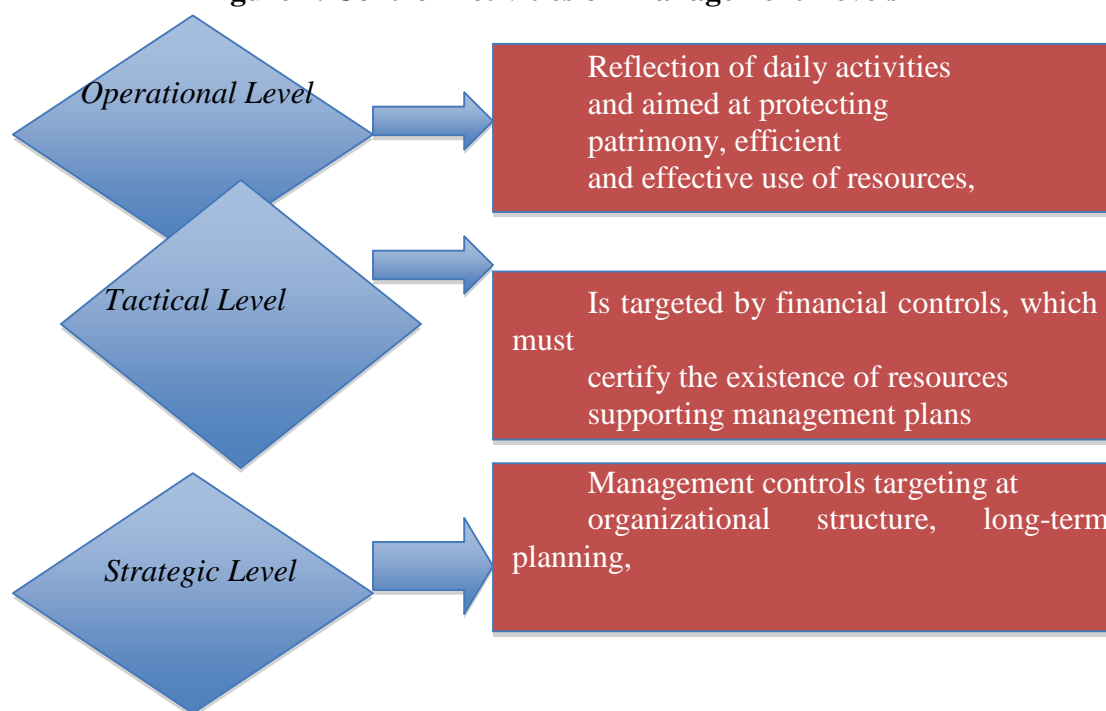 Operational Level
Reflection of daily activities
and aimed at protecting
patrimony, efficient
and effective use of resources,
Tactical Level
Is targeted by financial controls, which
must
certify the existence of resources
supporting management plans
Strategic Level
Management controls targeting at
organizational structure, long-term
planning,